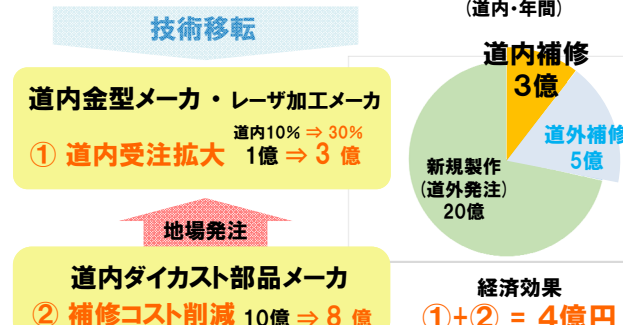 技術移転
道内金型メーカ ・ レーザ加工メーカ
道内10% ⇒ 30%
① 道内受注拡大 1億 ⇒ 3 億
地場発注
道内ダイカスト部品メーカ
② 補修コスト削減 10億 ⇒ 8 億
(道内･年間)
道内補修
3億
道外補修
5億
新規製作
(道外発注)
20億
経済効果
①+② = 4億円